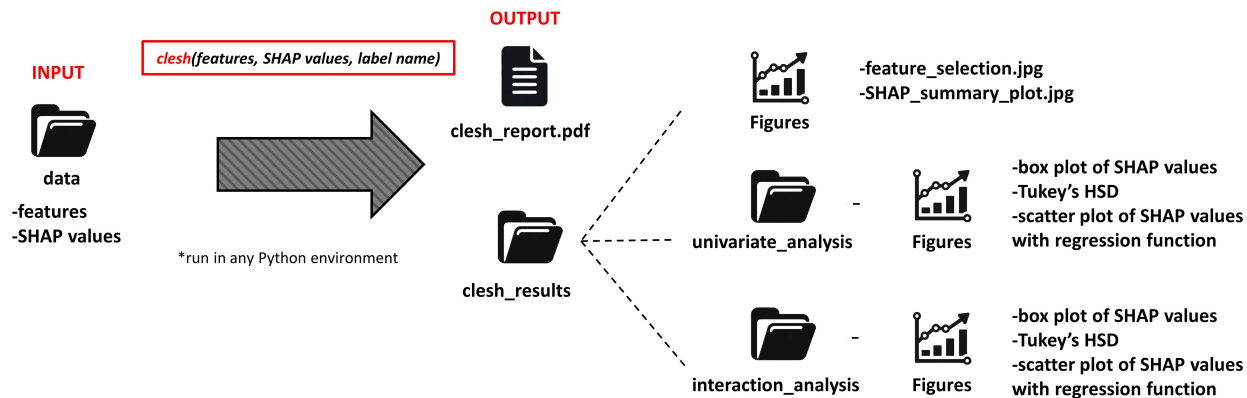 INPUT
data
-features
-SHAP values
clesh(features, SHAP values, label name)
*run in any Python environment
OUTPUT
clesh_report.pdf
clesh_results
Figures
-feature_selection.jpg
-SHAP_summary_plot.jpg
univariate_analysis
-
Figures
-box plot of SHAP values
-Tukey’s HSD
-scatter plot of SHAP values
with regression function
interaction_analysis
-
Figures
-box plot of SHAP values
-Tukey’s HSD
-scatter plot of SHAP values
with regression function